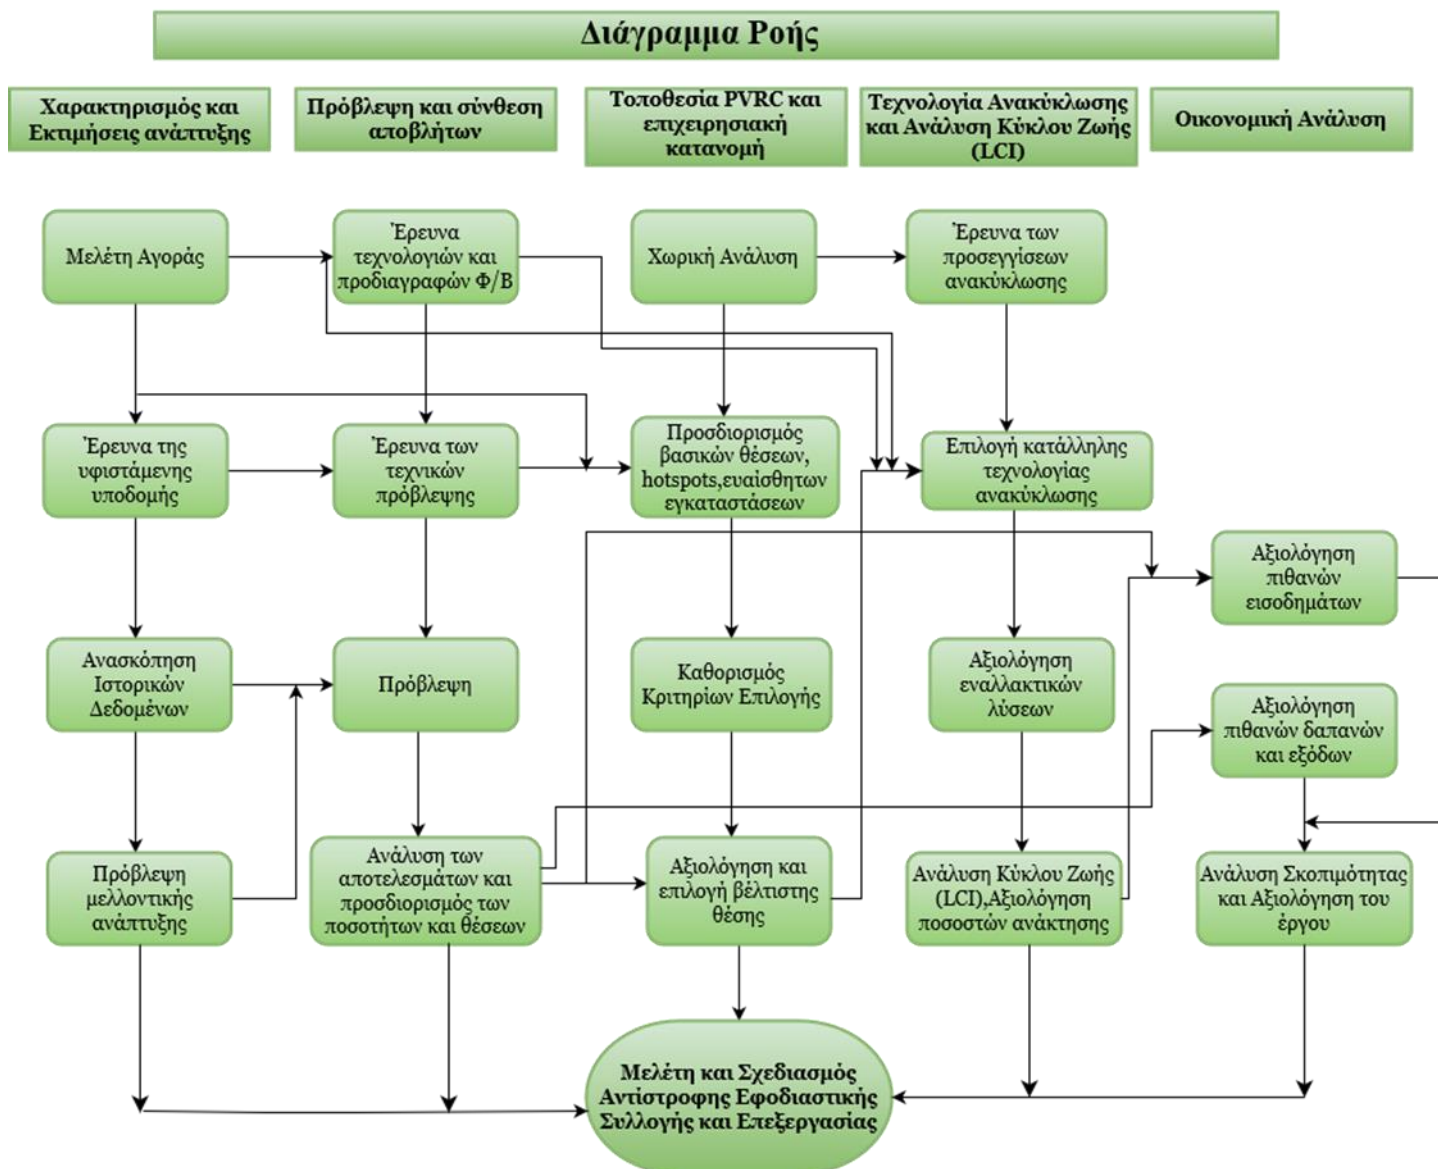 Διάγραμμα Ροής
Χαρακτηρισμός και
Εκτιμήσεις ανάπτυξης
Πρόβλεψη και σύνθεση
αποβλήτων
Τοποθεσία PVRC και
επιχειρησιακή
κατανομή
Τεχνολογία Ανακύκλωσης
και Ανάλυση Κύκλου Ζωής
(LCI)
Οικονομική Ανάλυση
Μελέτη Αγοράς
Έρευνα
τεχνολογιών και
προδιαγραφών Φ/Β
Χωρική Ανάλυση
Έρευνα των
προσεγγίσεων
ανακύκλωσης
Έρευνα της
υφιστάμενης
υποδομής
Έρευνα των
τεχνικών
πρόβλεψης
Προσδιορισμός
βασικών θέσεων,
hotspots,ευαίσθητων
εγκαταστάσεων
Επιλογή κατάλληλης
τεχνολογίας
ανακύκλωσης
Αξιολόγηση
πιθανών
εισοδημάτων
Ανασκόπηση
Ιστορικών
Δεδομένων
Πρόβλεψη
Καθορισμός
Κριτηρίων Επιλογής
Αξιολόγηση
εναλλακτικών
λύσεων
Αξιολόγηση
πιθανών δαπανών
και εξόδων
Πρόβλεψη
μελλοντικής
ανάπτυξης
Ανάλυση των
αποτελεσμάτων και
προσδιορισμός των
ποσοτήτων και θέσεων
Αξιολόγηση και
επιλογή βέλτιστης
θέσης
Ανάλυση Κύκλου Ζωής
(LCI),Αξιολόγηση
ποσοστών ανάκτησης
Ανάλυση Σκοπιμότητας
και Αξιολόγηση του
έργου
Μελέτη και Σχεδιασμός
Αντίστροφης Εφοδιαστικής
Συλλογής και Επεξεργασίας